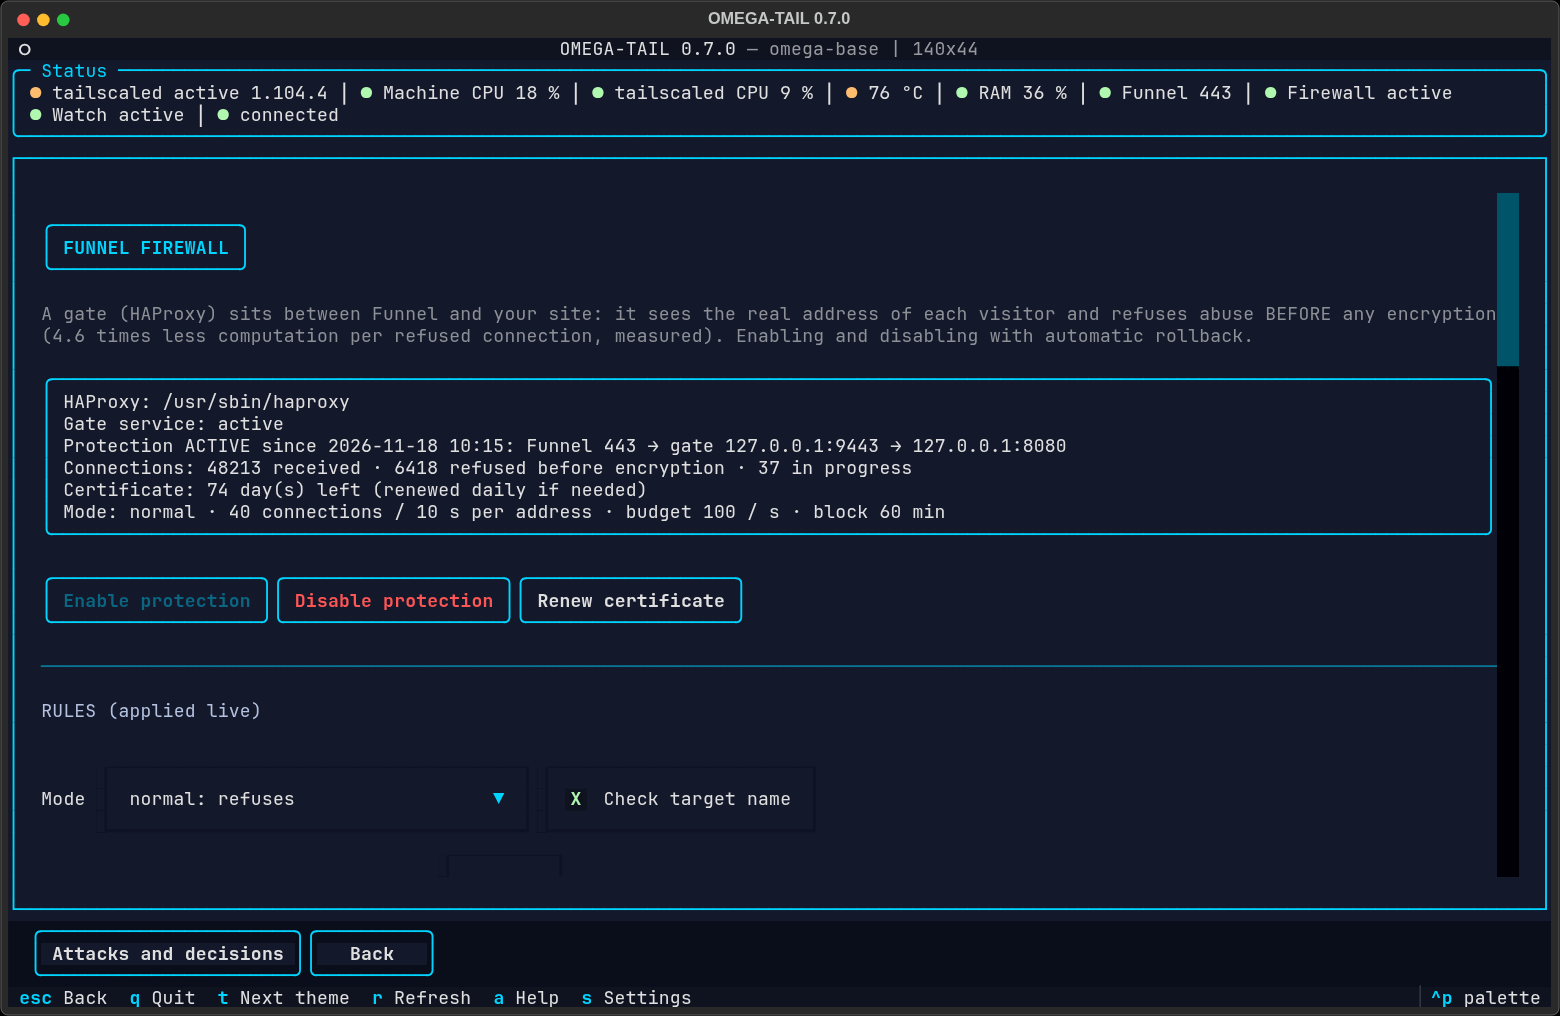 OMEGA-TAIL 0.7.0
OMEGA-TAIL 0.7.0 — omega-base | 140x44
Status
● tailscaled active 1.104.4 │ ● Machine CPU 18 % │ ● tailscaled CPU 9 % │ ● 76 °C │ ● RAM 36 % │ ● Funnel 443 │ ● Firewall active
● Watch active │ ● connected
FUNNEL FIREWALL
A gate (HAProxy) sits between Funnel and your site: it sees the real address of each visitor and refuses abuse BEFORE any encryption
(4.6 times less computation per refused connection, measured). Enabling and disabling with automatic rollback.
HAProxy: /usr/sbin/haproxy
Gate service: active
Protection ACTIVE since 2026-11-18 10:15: Funnel 443 → gate 127.0.0.1:9443 → 127.0.0.1:8080
Connections: 48213 received · 6418 refused before encryption · 37 in progress
Certificate: 74 day(s) left (renewed daily if needed)
Mode: normal · 40 connections / 10 s per address · budget 100 / s · block 60 min
Enable protection Disable protection Renew certificate
RULES (applied live)
Mode normal: refuses ▼ X Check target name
Attacks and decisions Back
esc Back q Quit t Next theme r Refresh a Help s Settings ^p palette